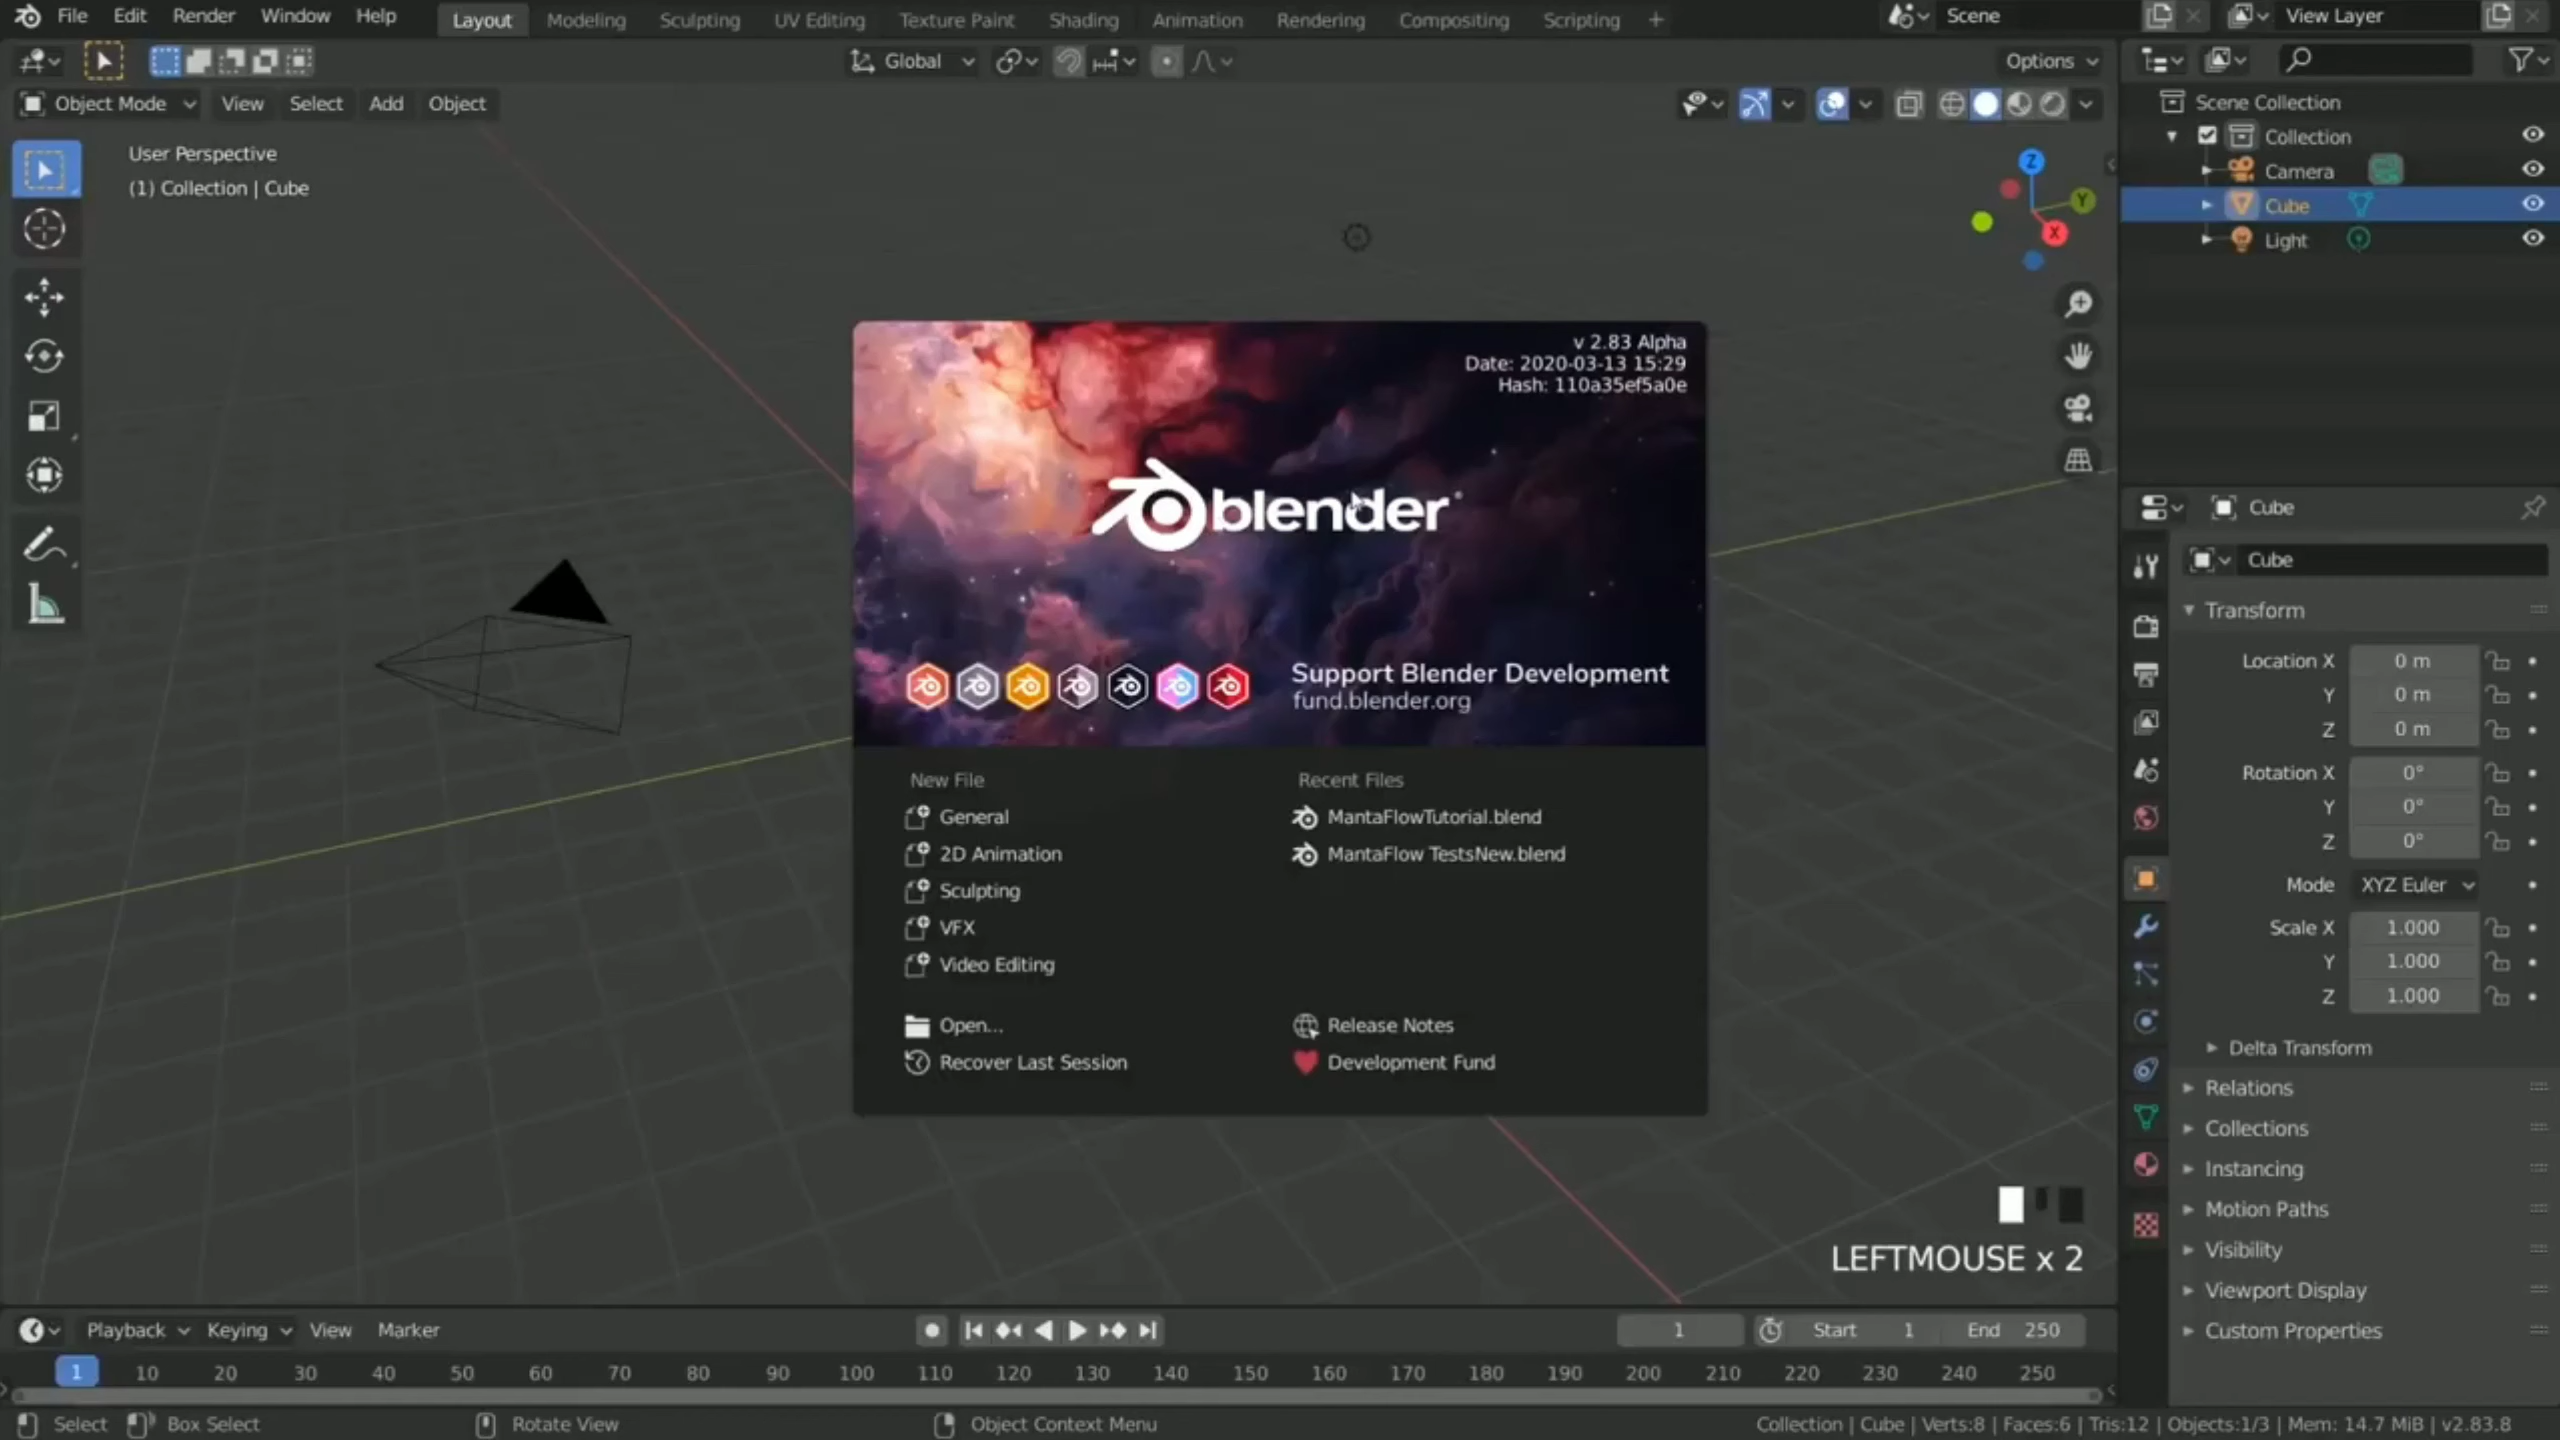 File Edit Render Window Help Layout Modeling Sculpting UV Editing Texture Paint Shading Animation Rendering Compositing Scripting + Scene View Layer
Global Options
Object Mode View Select Add Object
User Perspective
(1) Collection | Cube
Z
Y
X
Scene Collection
Collection
Camera
Cube
Light
v 2.83 Alpha
Date: 2020-03-13 15:29
Hash: 110a35ef5a0e
blender
Support Blender Development
fund.blender.org
New File
General
2D Animation
Sculpting
VFX
Video Editing
Open...
Recover Last Session
Recent Files
MantaFlowTutorial.blend
MantaFlow TestsNew.blend
Release Notes
Development Fund
LEFTMOUSE x 2
Cube
Cube
Transform
Location X 0 m
Y 0 m
Z 0 m
Rotation X 0°
Y 0°
Z 0°
Mode XYZ Euler
Scale X 1.000
Y 1.000
Z 1.000
Delta Transform
Relations
Collections
Instancing
Motion Paths
Visibility
Viewport Display
Custom Properties
Playback Keying View Marker 1 Start 1 End 250
1 10 20 30 40 50 60 70 80 90 100 110 120 130 140 150 160 170 180 190 200 210 220 230 240 250
Select Box Select Rotate View Object Context Menu Collection | Cube | Verts:8 | Faces:6 | Tris:12 | Objects:1/3 | Mem: 14.7 MiB | v2.83.8